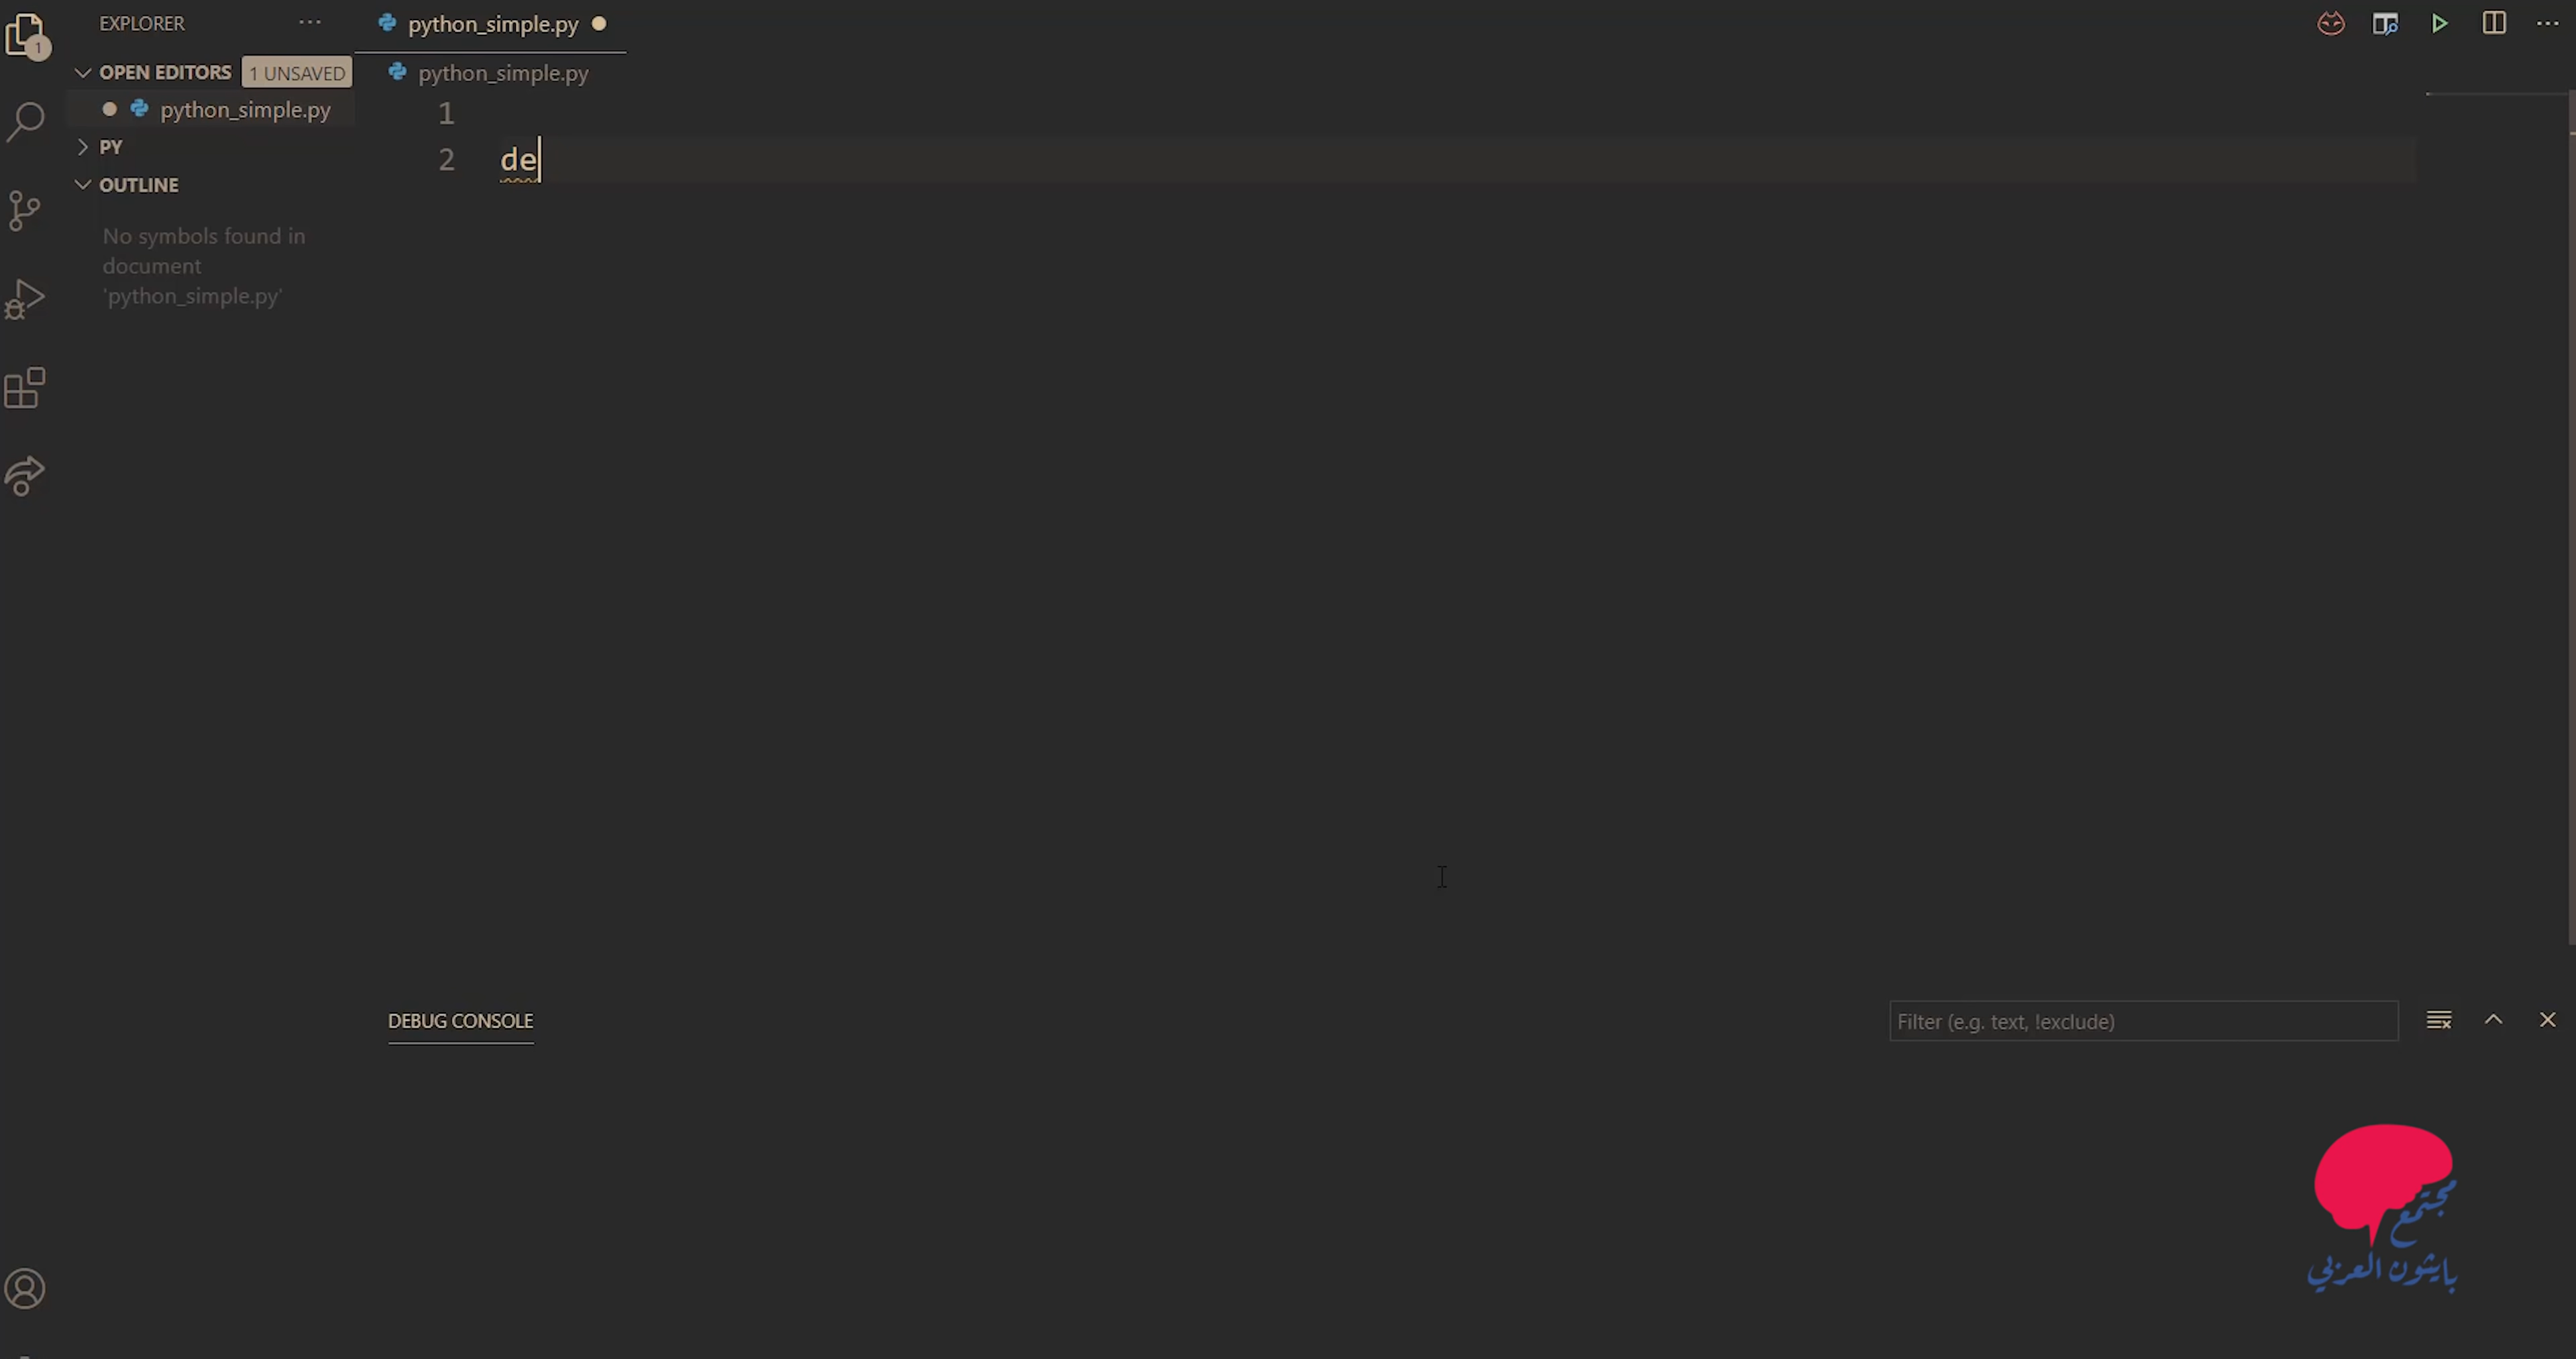 EXPLORER
python_simple.py
OPEN EDITORS
1 UNSAVED
python_simple.py
python_simple.py
1
PY
1
2
de
OUTLINE
No symbols found in
document
'python_simple.py'
DEBUG CONSOLE
Filter (e.g. text, !exclude)
مجتمع
بايثون العربي